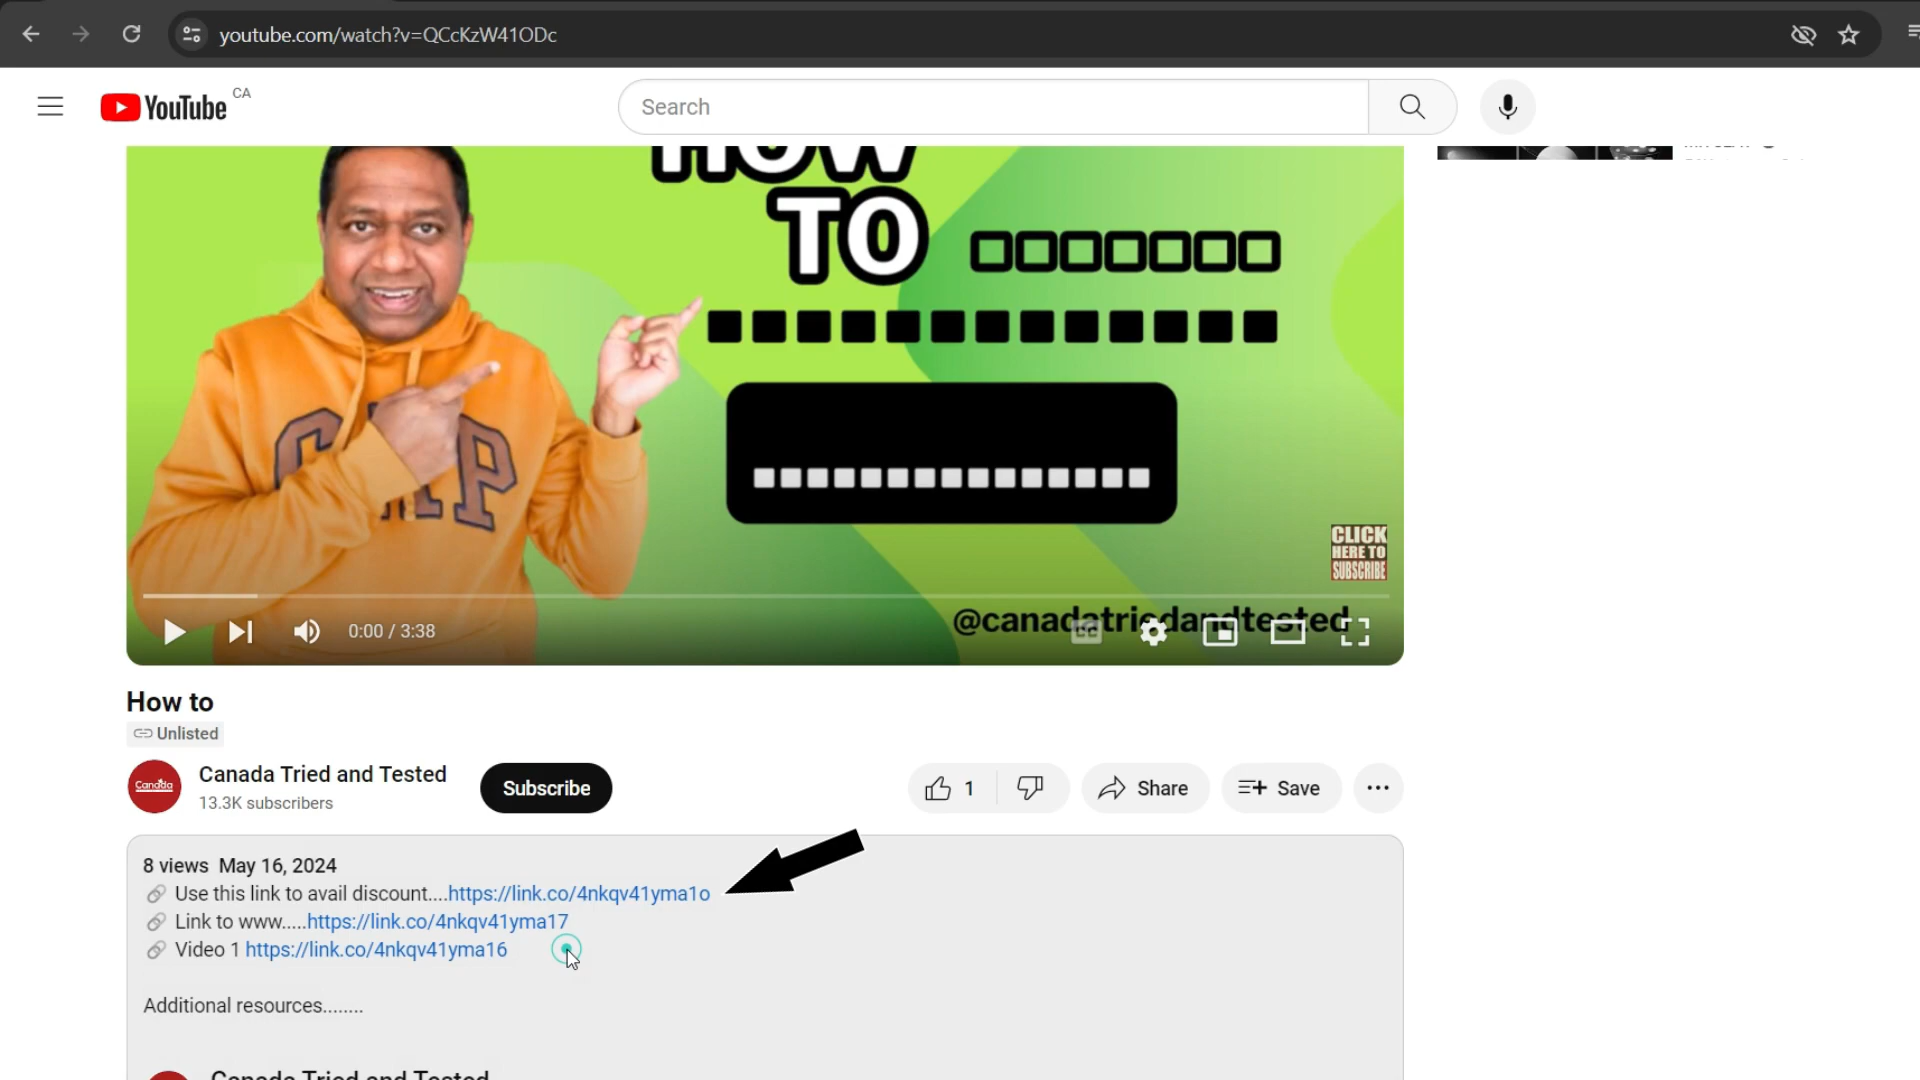 youtube.com/watch?v=QCcKzW41ODc
YouTube CA
Search
HOW
TO
CLICK
HERE TO
SUBSCRIBE
@canadatriedandtested
0:00 / 3:38
How to
Unlisted
Canada
Canada Tried and Tested
13.3K subscribers
Subscribe
1
Share
Save
8 views May 16, 2024
Use this link to avail discount....https://link.co/4nkqv41yma1o
Link to www.....https://link.co/4nkqv41yma17
Video 1 https://link.co/4nkqv41yma16
Additional resources........
Canada Tried and Tested